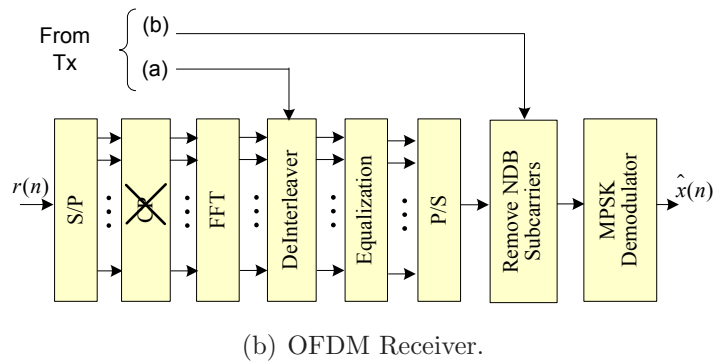 From
Tx
(b)
(a)
r(n)
S/P
CP
FFT
DeInterleaver
Equalization
P/S
Remove NDB
Subcarriers
MPSK
Demodulator
x̂(n)
(b) OFDM Receiver.